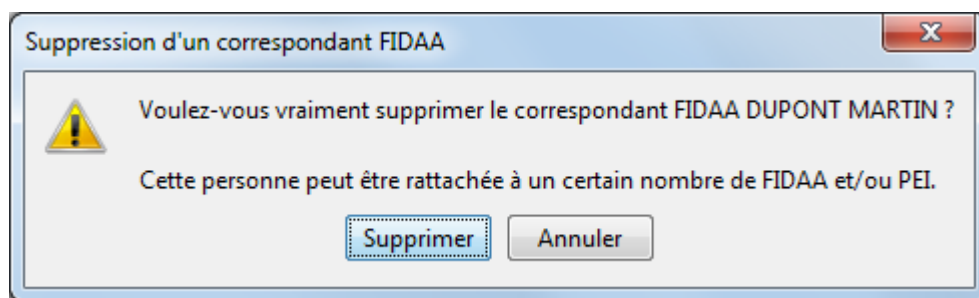 Suppression d'un correspondant FIDAA
Voulez-vous vraiment supprimer le correspondant FIDAA DUPONT MARTIN ?
Cette personne peut être rattachée à un certain nombre de FIDAA et/ou PEI.
Supprimer Annuler